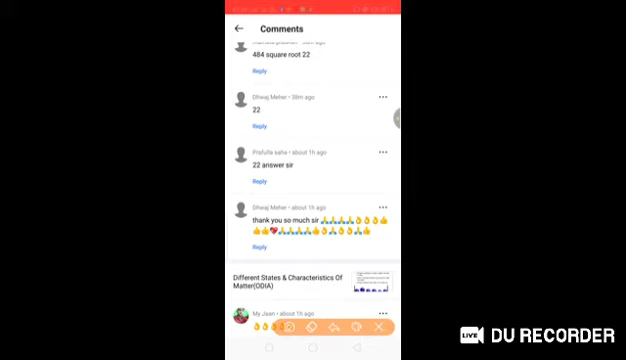 Comments
484 square root 22
Reply
Dhwaj Meher • 38m ago
22
Reply
Prafulla sahu • about 1h ago
22 answer sir
Reply
Dhwaj Meher • about 1h ago
thank you so much sir 🙏🙏🙏🙏👌👌👌👍
👍👍💖🙏🙏🙏🙏👍👌🙏👌👌🙏👍
Reply
Different States & Characteristics Of
Matter(ODIA)
My Jaan • about 1h ago
LIVE DU RECORDER